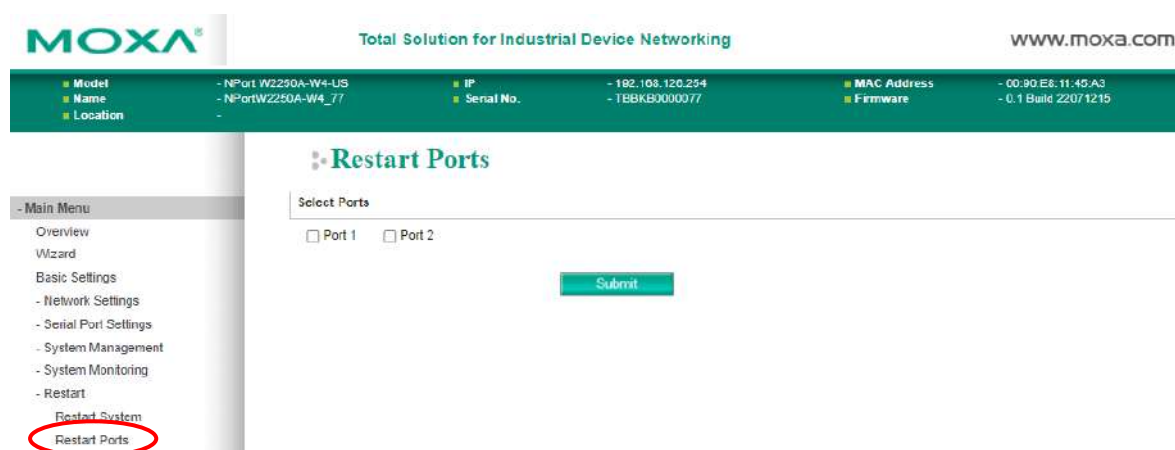 MOXA®
Total Solution for Industrial Device Networking
www.moxa.com
Model - NPort W2250A-W4-US IP - 192.168.126.254 MAC Address - 00:90:E8:11:45:A3
Name - NPortW2250A-W4_77 Serial No. - TBBKB0000077 Firmware - 0.1 Build 22071215
Location -
Restart Ports
- Main Menu
Overview
Wizard
Basic Settings
- Network Settings
- Serial Port Settings
- System Management
- System Monitoring
- Restart
Restart System
Restart Ports
Select Ports
Port 1 Port 2
Submit